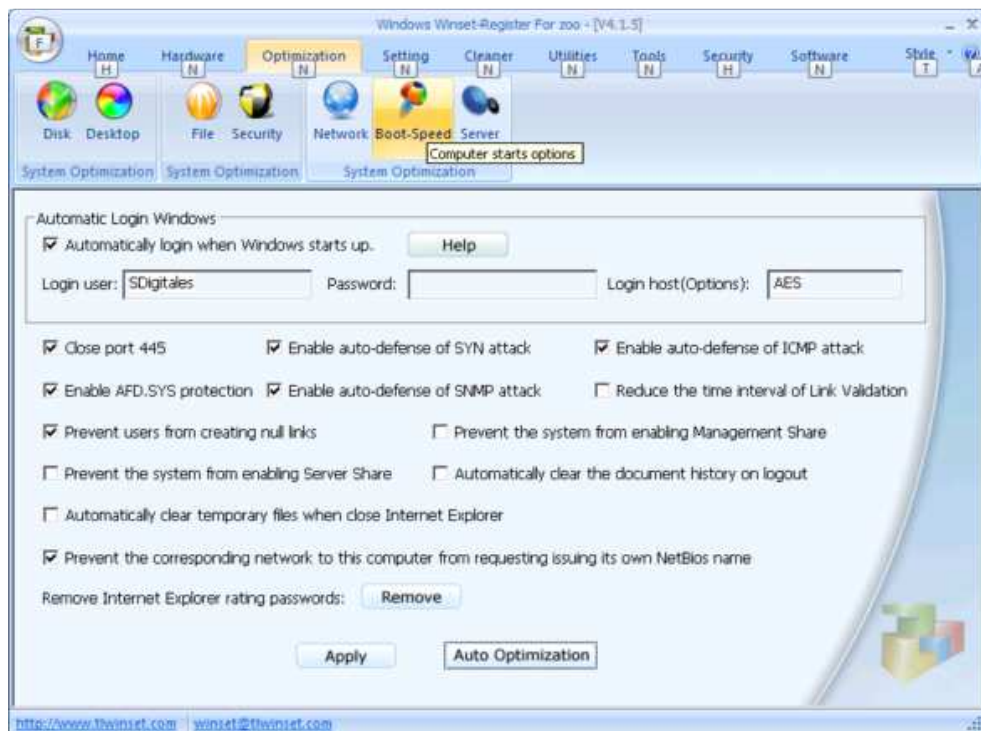 Windows Winset-Register For zoo - [V4.1.5]
F
Home Hardware Optimization Setting Cleaner Utilities Tools Security Software Style
H N N N N N N H N T
Disk Desktop File Security Network Boot-Speed Server
Computer starts options
System Optimization System Optimization System Optimization
Automatic Login Windows
Automatically login when Windows starts up. Help
Login user: SDigitales Password: Login host(Options): AES
Close port 445 Enable auto-defense of SYN attack Enable auto-defense of ICMP attack
Enable AFD.SYS protection Enable auto-defense of SNMP attack Reduce the time interval of Link Validation
Prevent users from creating null links Prevent the system from enabling Management Share
Prevent the system from enabling Server Share Automatically clear the document history on logout
Automatically clear temporary files when close Internet Explorer
Prevent the corresponding network to this computer from requesting issuing its own NetBios name
Remove Internet Explorer rating passwords: Remove
Apply Auto Optimization
http://www.tlwinset.com winset@tlwinset.com